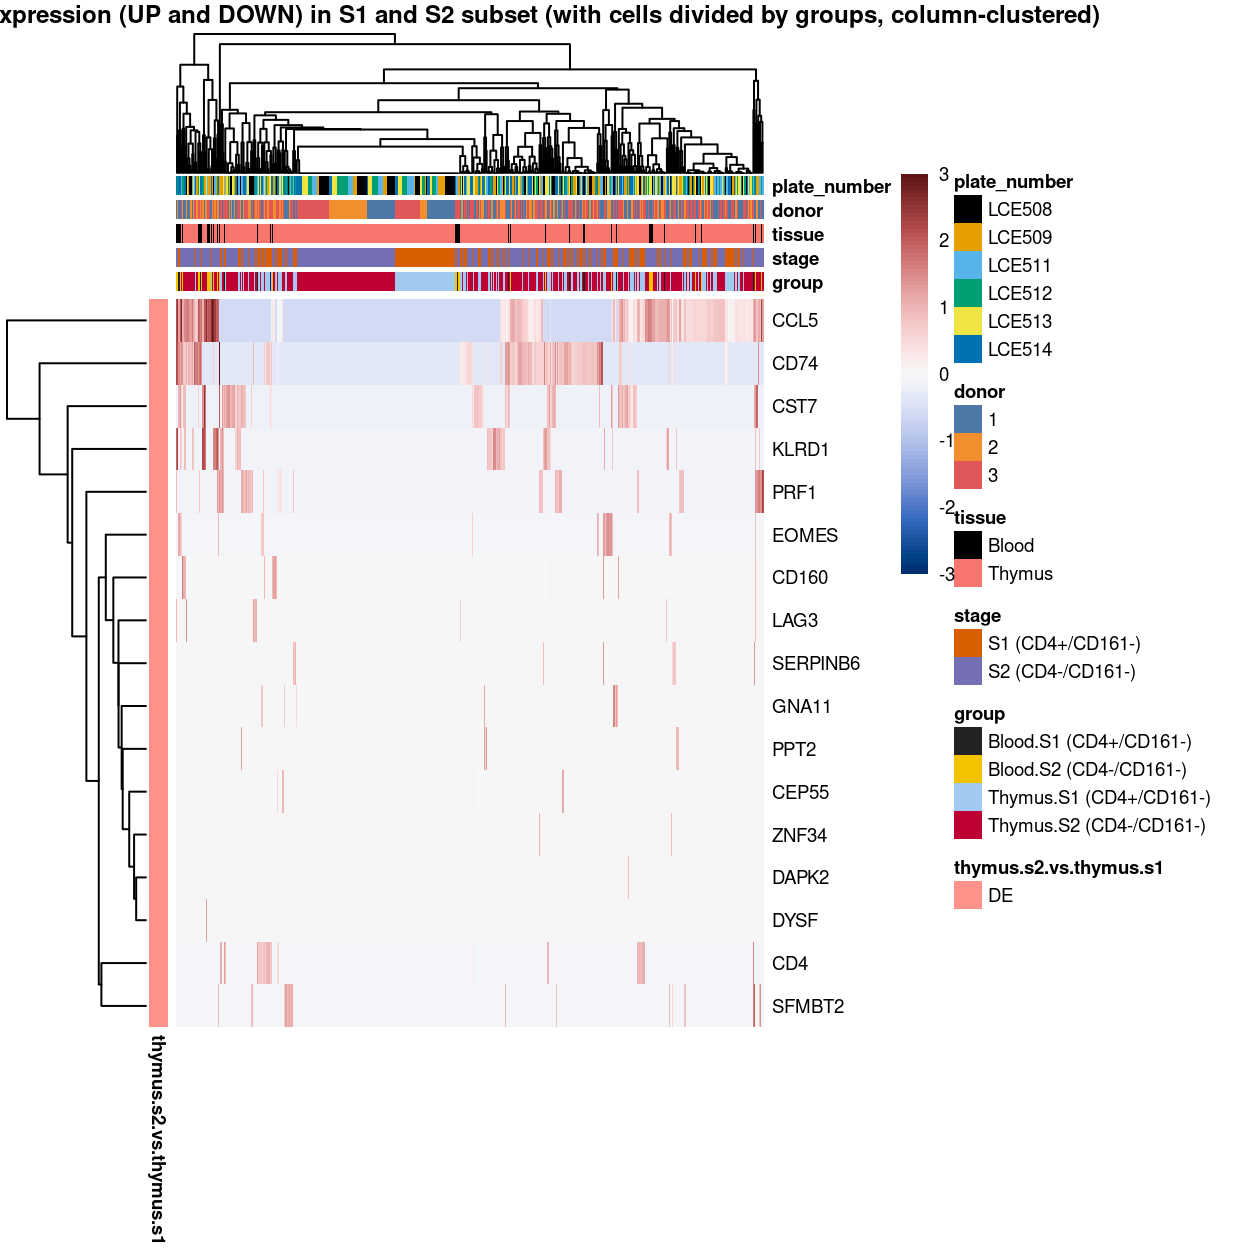 xpression (UP and DOWN) in S1 and S2 subset (with cells divided by groups, column-clustered)
plate_number
donor
tissue
stage
group
CCL5
CD74
CST7
KLRD1
PRF1
EOMES
CD160
LAG3
SERPINB6
GNA11
PPT2
CEP55
ZNF34
DAPK2
DYSF
CD4
SFMBT2
thymus.s2.vs.thymus.s1
3
2
1
0
-1
-2
-3
plate_number
LCE508
LCE509
LCE511
LCE512
LCE513
LCE514
donor
1
2
3
tissue
Blood
Thymus
stage
S1 (CD4+/CD161-)
S2 (CD4-/CD161-)
group
Blood.S1 (CD4+/CD161-)
Blood.S2 (CD4-/CD161-)
Thymus.S1 (CD4+/CD161-)
Thymus.S2 (CD4-/CD161-)
thymus.s2.vs.thymus.s1
DE